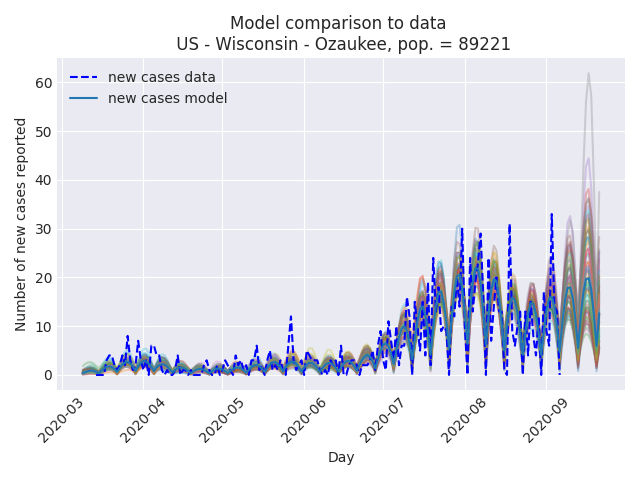 Model comparison to data
US - Wisconsin - Ozaukee, pop. = 89221
new cases data
new cases model
Number of new cases reported
60
50
40
30
20
10
0
2020-03
2020-04
2020-05
2020-06
2020-07
2020-08
2020-09
Day